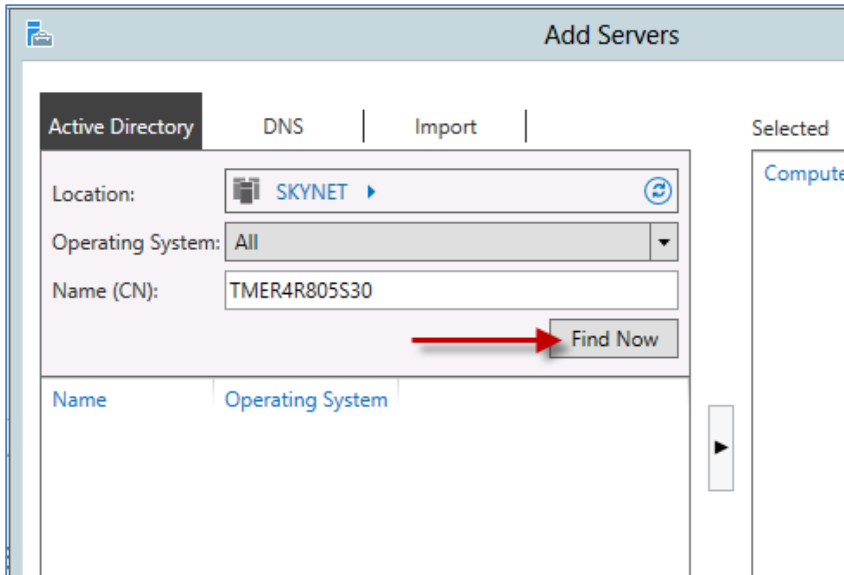 Add Servers
Active Directory
DNS
Import
Selected
Location:
SKYNET
Operating System:
All
Name (CN):
TMER4R805S30
Find Now
Name
Operating System